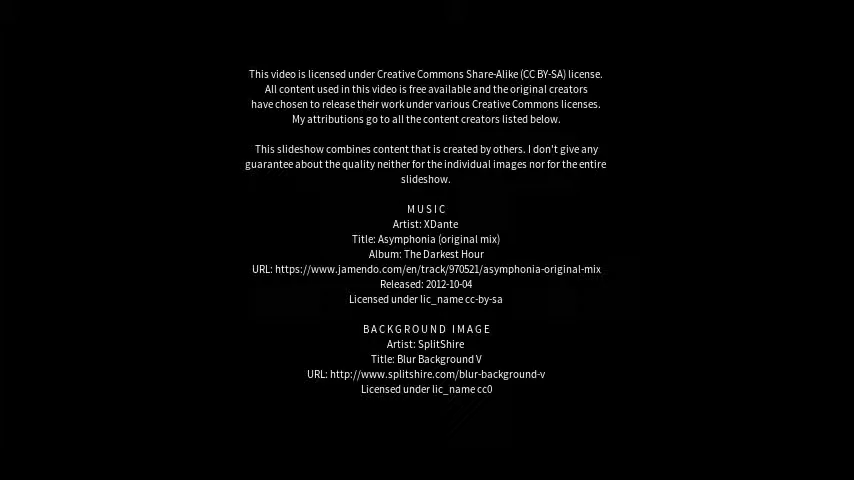 This video is licensed under Creative Commons Share-Alike (CC BY-SA) license.
All content used in this video is free available and the original creators
have chosen to release their work under various Creative Commons licenses.
My attributions go to all the content creators listed below.
This slideshow combines content that is created by others. I don't give any
guarantee about the quality neither for the individual images nor for the entire
slideshow.
MUSIC
Artist: XDante
Title: Asymphonia (original mix)
Album: The Darkest Hour
URL: https://www.jamendo.com/en/track/970521/asymphonia-original-mix
Released: 2012-10-04
Licensed under lic_name cc-by-sa
BACKGROUND IMAGE
Artist: SplitShire
Title: Blur Background V
URL: http://www.splitshire.com/blur-background-v
Licensed under lic_name cc0